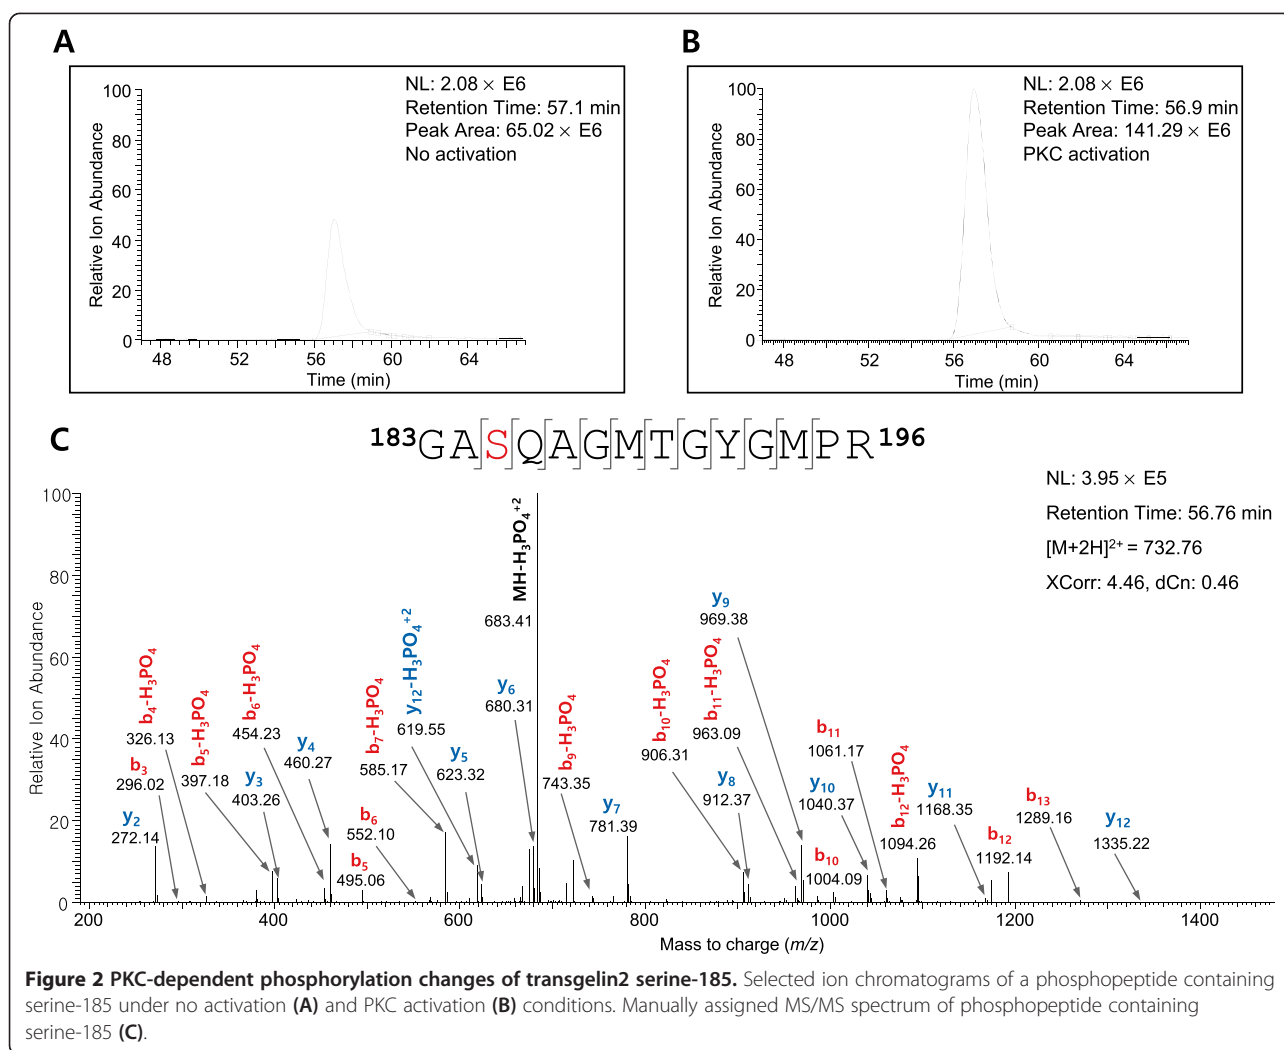 A
NL: 2.08 × E6
Retention Time: 57.1 min
Peak Area: 65.02 × E6
No activation
Relative Ion Abundance
100
80
60
40
20
0
48 52 56 60 64
Time (min)
B
NL: 2.08 × E6
Retention Time: 56.9 min
Peak Area: 141.29 × E6
PKC activation
Relative Ion Abundance
100
80
60
40
20
0
48 52 56 60 64
Time (min)
C
183GASQAGMTGYGMPR196
NL: 3.95 × E5
Retention Time: 56.76 min
[M+2H]²⁺ = 732.76
XCorr: 4.46, dCn: 0.46
Relative Ion Abundance
100
80
60
40
20
0
y₂
272.14
b₃
296.02
b₄-H₃PO₄
326.13
b₅-H₃PO₄
397.18
y₃
403.26
b₆-H₃PO₄
454.23
y₄
460.27
b₅
495.06
b₆
552.10
b₇-H₃PO₄
585.17
y₁₂-H₃PO₄⁺²
619.55
y₅
623.32
y₆
680.31
MH-H₃PO₄⁺²
683.41
b₉-H₃PO₄
743.35
y₇
781.39
b₁₀-H₃PO₄
906.31
y₈
912.37
b₁₁-H₃PO₄
963.09
y₉
969.38
b₁₀
1004.09
y₁₀
1040.37
b₁₁
1061.17
b₁₂-H₃PO₄
1094.26
y₁₁
1168.35
b₁₂
1192.14
b₁₃
1289.16
y₁₂
1335.22
200 400 600 800 1000 1200 1400
Mass to charge (m/z)
Figure 2 PKC-dependent phosphorylation changes of transgelin2 serine-185. Selected ion chromatograms of a phosphopeptide containing
serine-185 under no activation (A) and PKC activation (B) conditions. Manually assigned MS/MS spectrum of phosphopeptide containing
serine-185 (C).